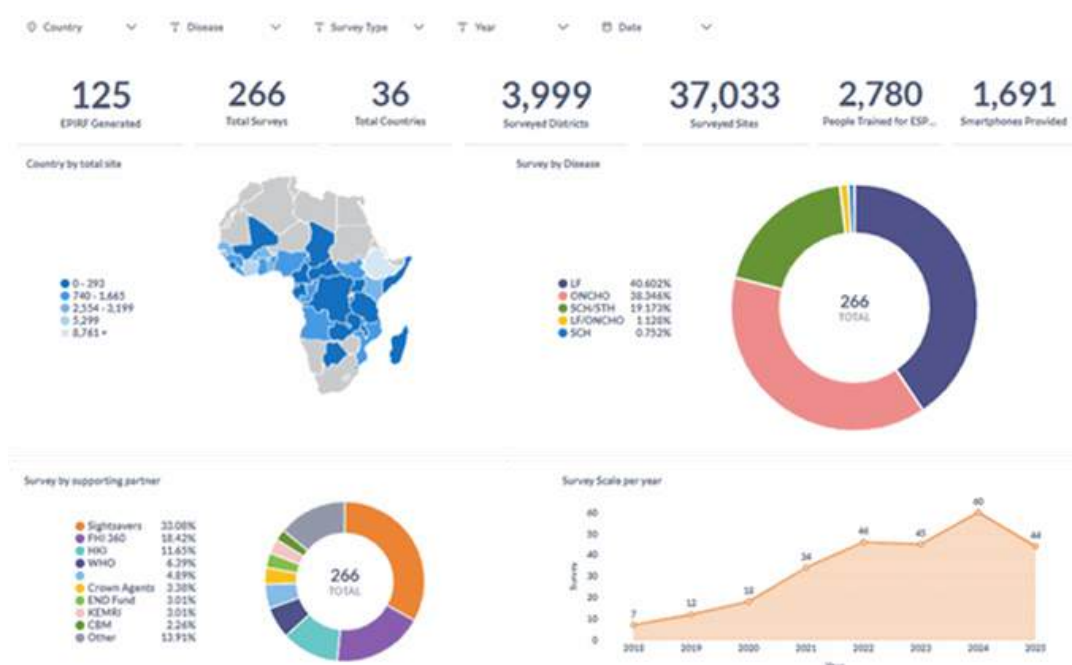 Country
Disease
Survey Type
Year
Date
125
EPIRF Generated
266
Total Surveys
36
Total Countries
3,999
Surveyed Districts
37,033
Surveyed Sites
2,780
People Trained for ESP...
1,691
Smartphones Provided
Country by total site
0 - 393
740 - 1,665
2,554 - 3,199
5,299
8,761 +
Survey by Disease
LF 40.602%
ONCHO 38.346%
SCH/STH 19.173%
LF/ONCHO 1.128%
SCH 0.752%
266
TOTAL
Survey by supporting partner
Sightsavers 33.08%
FHI 360 18.42%
HKI 11.65%
WHO 6.39%
4.89%
Crown Agents 3.38%
END Fund 3.01%
KEMRI 3.01%
CBM 2.26%
Other 13.91%
266
TOTAL
Survey Scale per year
Survey
60
50
40
30
20
10
0
7
12
18
34
46
45
60
44
2018
2019
2020
2021
2022
2023
2024
2025